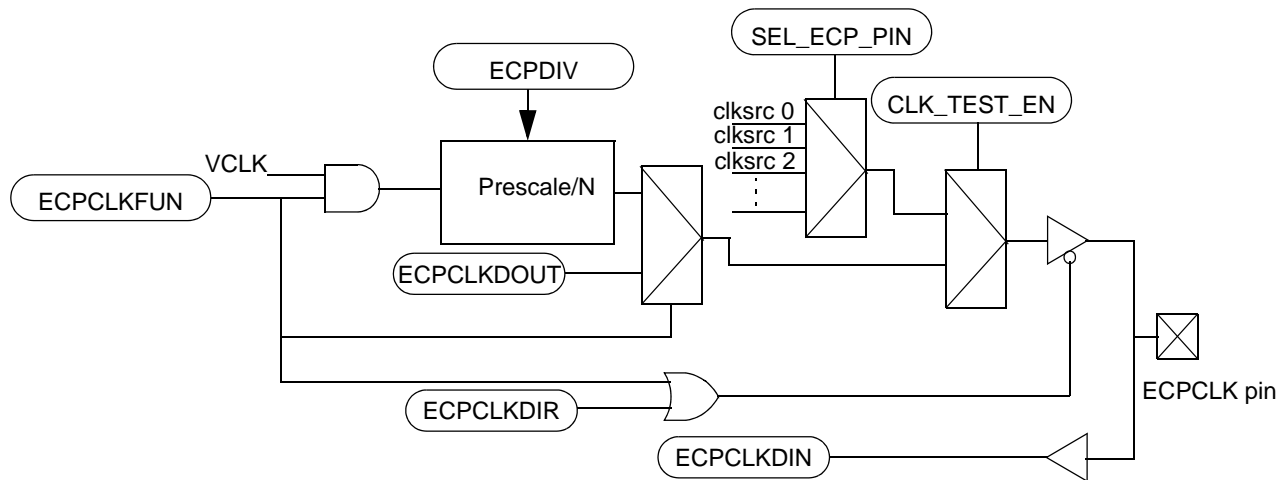 SEL_ECP_PIN
ECPDIV
CLK_TEST_EN
clksrc 0
clksrc 1
clksrc 2
VCLK
Prescale/N
ECPCLKFUN
ECPCLKDOUT
ECPCLK pin
ECPCLKDIR
ECPCLKDIN